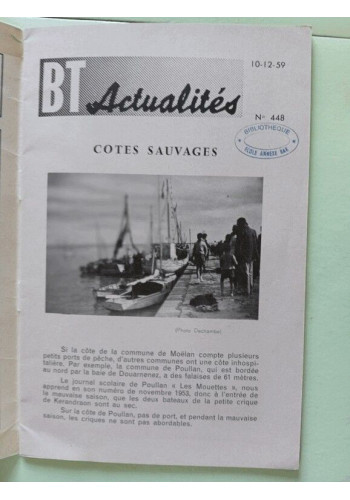 BT Actualités
10-12-59
N° 448
BIBLIOTHEQUE
COTES SAUVAGES
Si la côte de la commune de Moëlan compte plusieurs
petits ports de pêche, d'autres communes ont une côte inhospi-
talière. Par exemple, la commune de Poullan, qui est bordée
au nord par la baie de Douarnenez, a des falaises de 61 mètres.
Le journal scolaire de Poullan « Les Mouettes », nous
apprend en son numéro de novembre 1953, donc à l'entrée de
la mauvaise saison, que les deux bateaux de la petite crique
de Kerandraon sont au sec.
Sur la côte de Poullan, pas de port, et pendant la mauvaise
saison, les criques ne sont pas abordables.